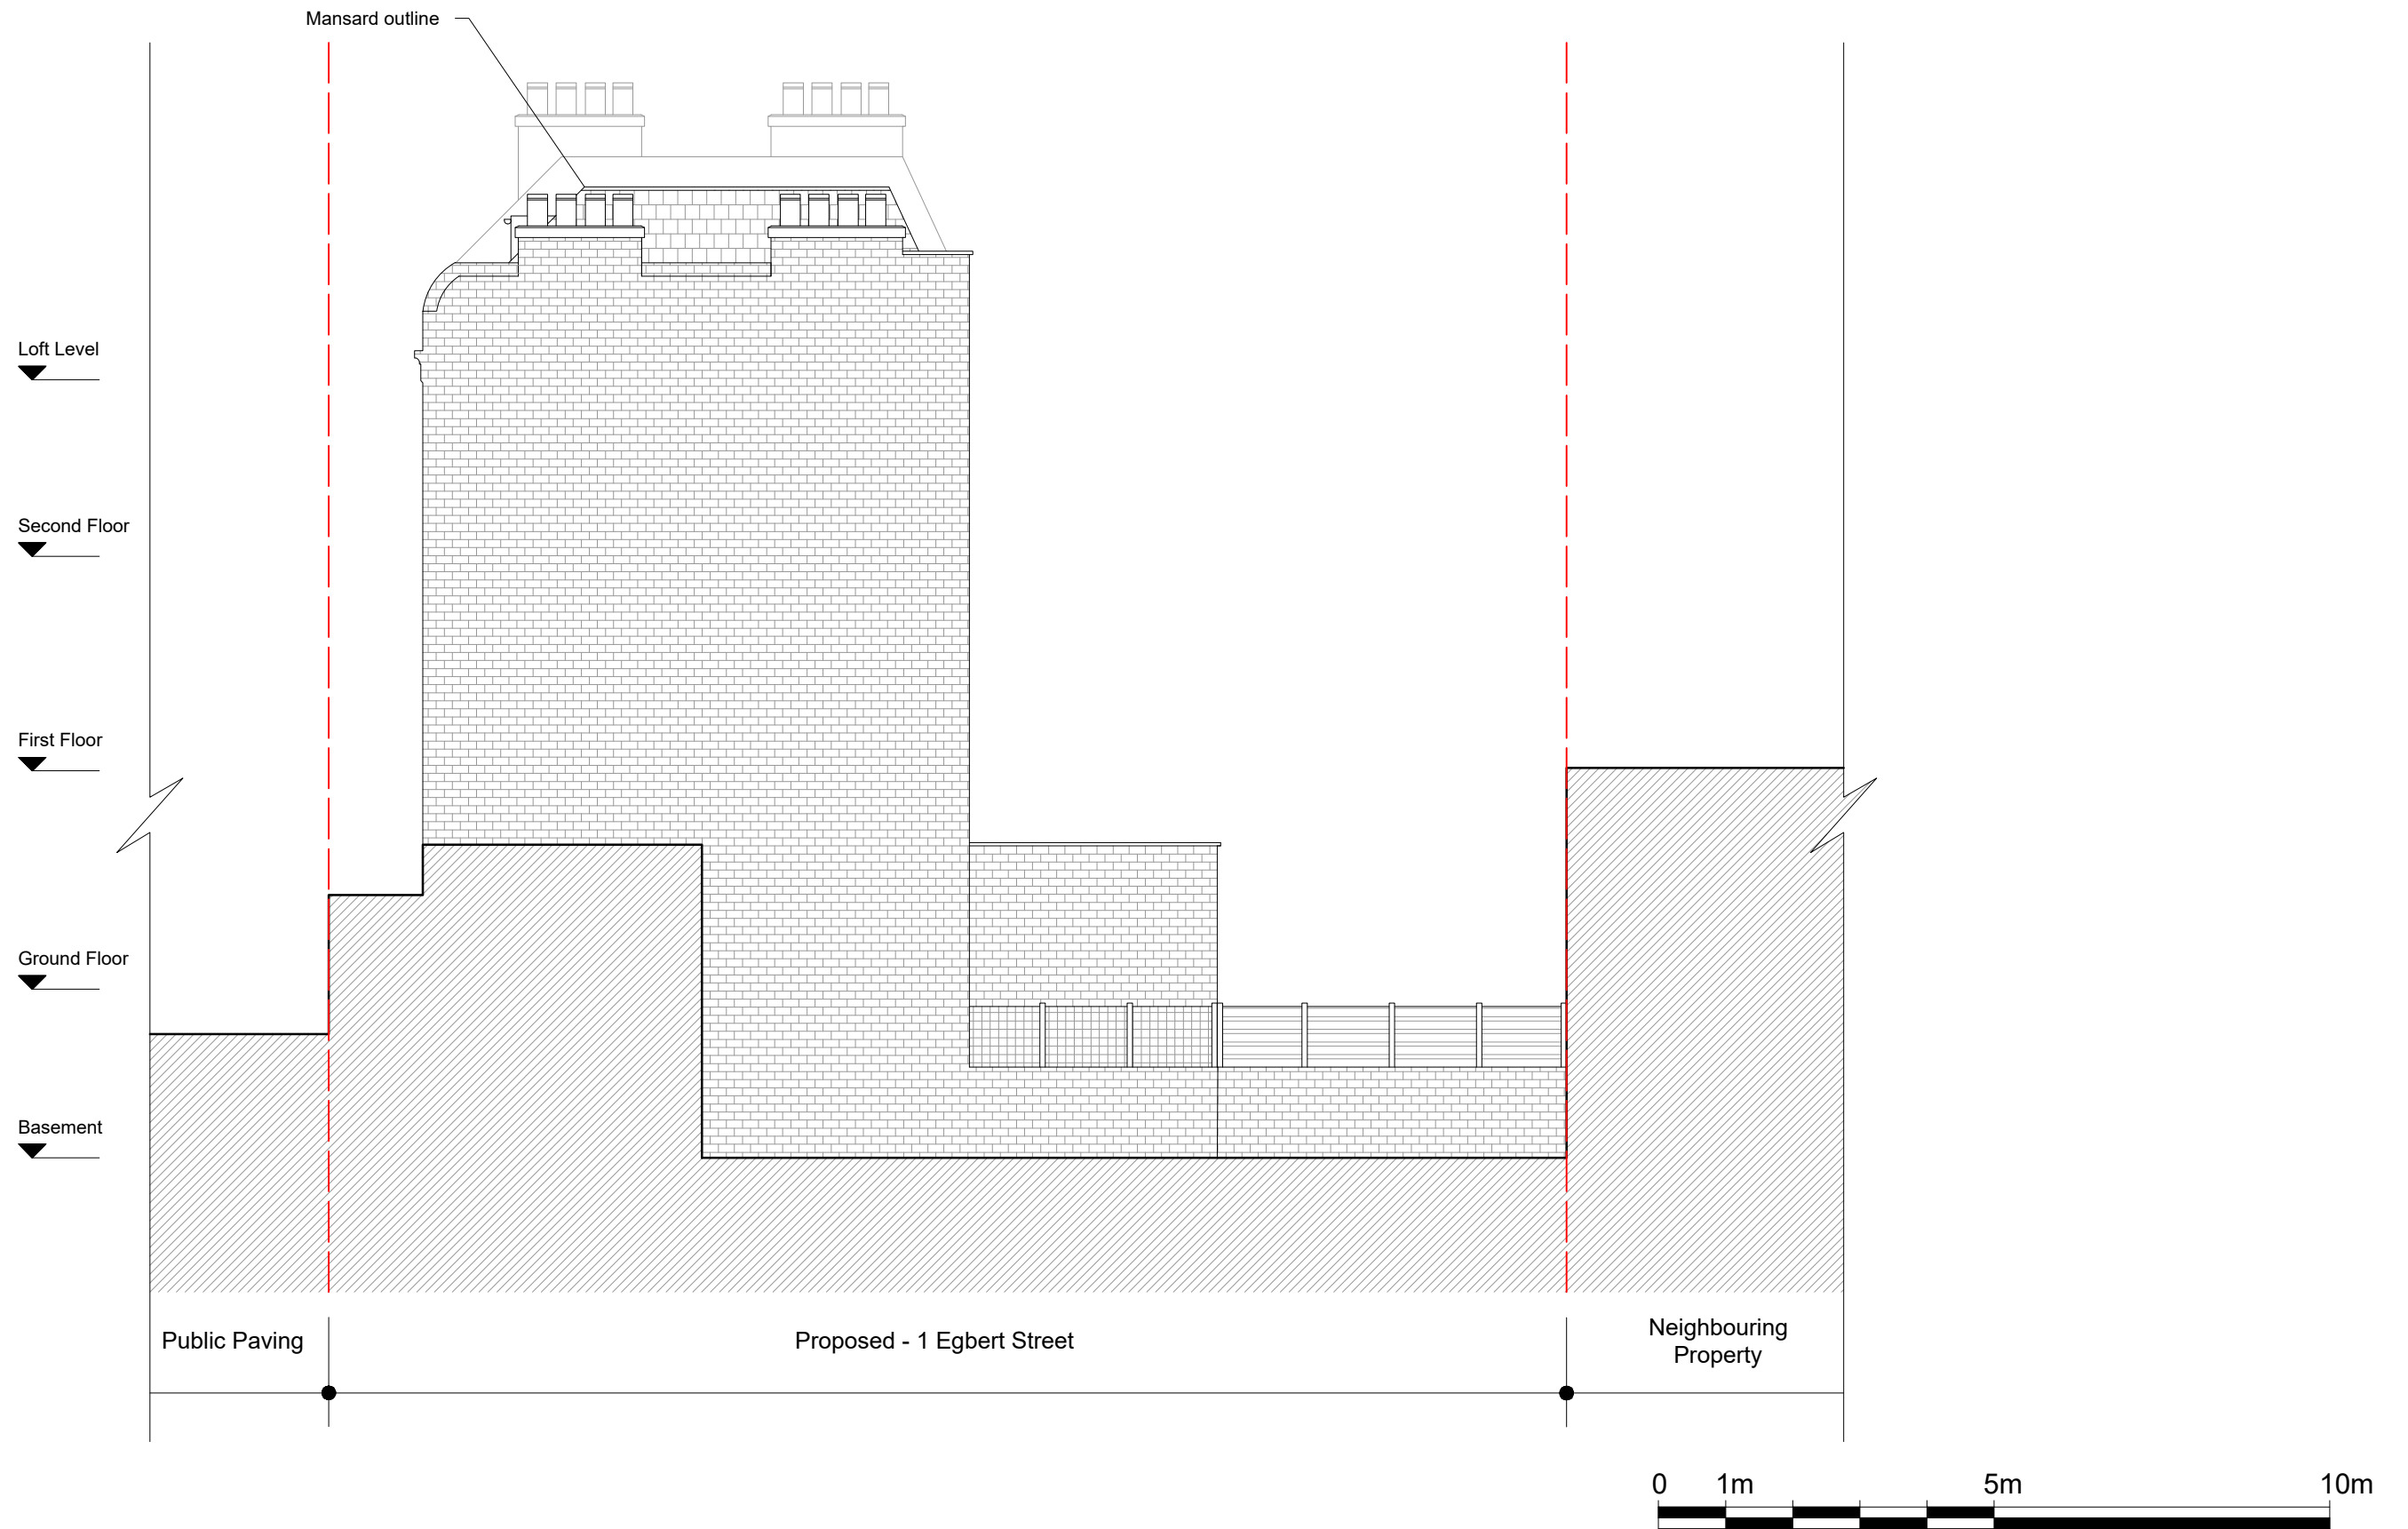 Mansard outline
Loft Level
Second Floor
First Floor
Ground Floor
Basement
Public Paving
Proposed - 1 Egbert Street
Neighbouring
Property
0 1m 5m 10m